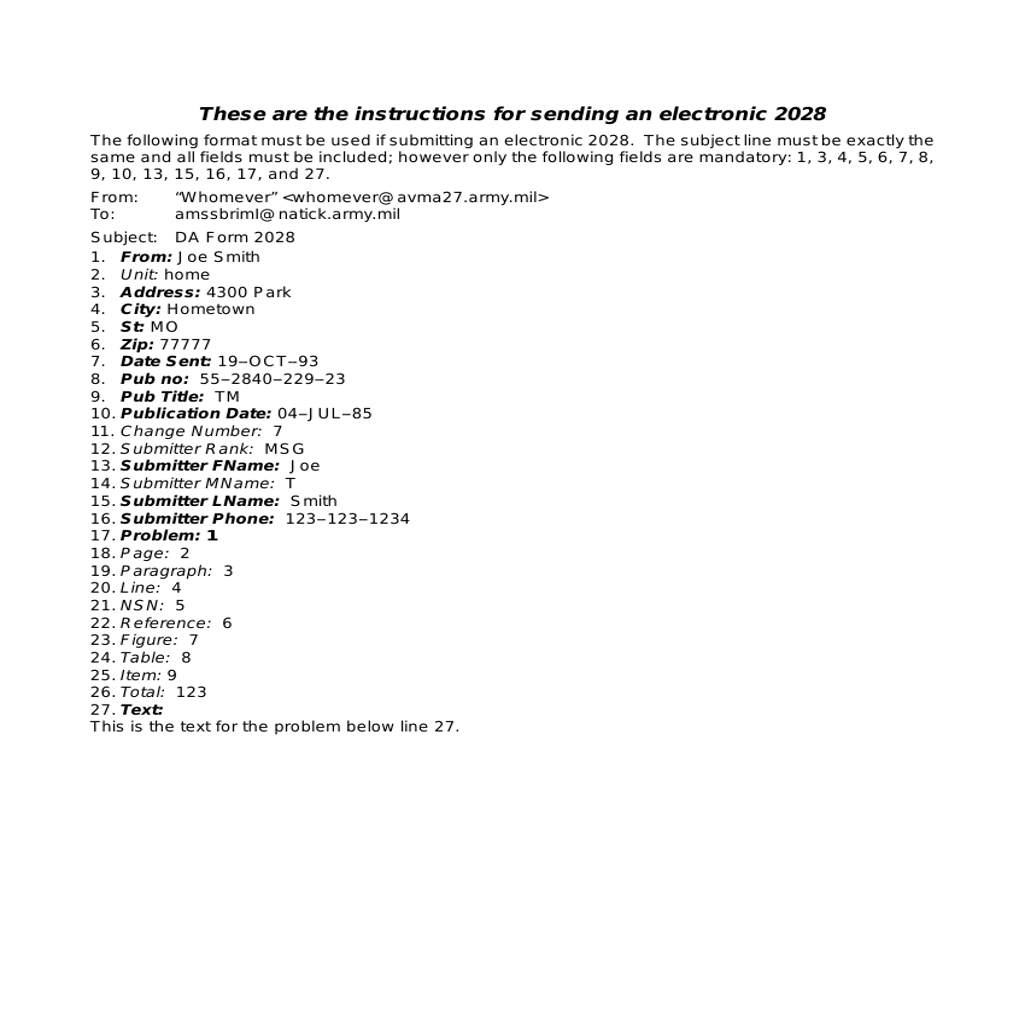 These are the instructions for sending an electronic 2028
The following format must be used if submitting an electronic 2028.  The subject line must be exactly the
same and all fields must be included; however only the following fields are mandatory: 1, 3, 4, 5, 6, 7, 8,
9, 10, 13, 15, 16, 17, and 27.
From: “Whomever” <whomever@avma27.army.mil>
To: amssbriml@natick.army.mil
Subject: DA Form 2028
1. From: Joe Smith
2. Unit: home
3. Address: 4300 Park
4. City: Hometown
5. St: MO
6. Zip: 77777
7. Date Sent: 19–OCT–93
8. Pub no: 55–2840–229–23
9. Pub Title: TM
10. Publication Date: 04–JUL–85
11. Change Number: 7
12. Submitter Rank: MSG
13. Submitter FName: Joe
14. Submitter MName: T
15. Submitter LName: Smith
16. Submitter Phone: 123–123–1234
17. Problem: 1
18. Page: 2
19. Paragraph: 3
20. Line: 4
21. NSN: 5
22. Reference: 6
23. Figure: 7
24. Table: 8
25. Item: 9
26. Total: 123
27. Text:
This is the text for the problem below line 27.